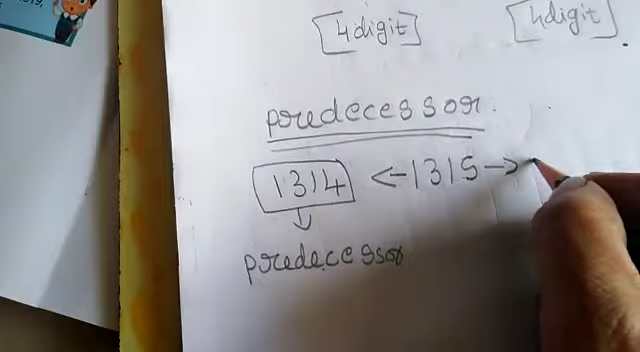 [4digit] [4digit]
predecessor.
1314 <-1315->
predecessor